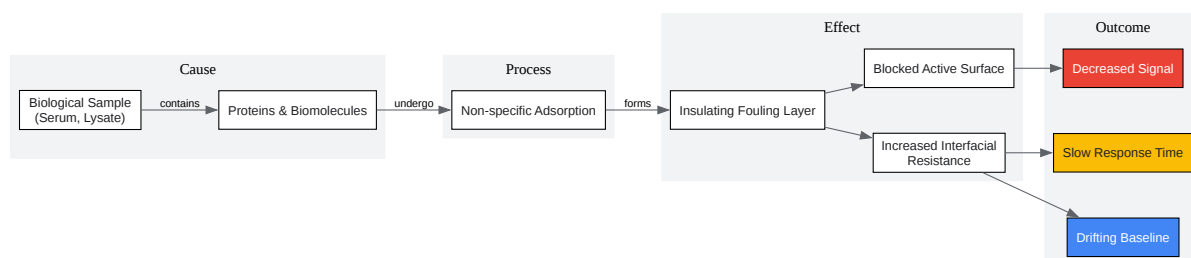 Cause
Process
Effect
Outcome
Biological Sample
(Serum, Lysate)
contains
Proteins & Biomolecules
undergo
Non-specific Adsorption
forms
Insulating Fouling Layer
Blocked Active Surface
Increased Interfacial
Resistance
Decreased Signal
Slow Response Time
Drifting Baseline